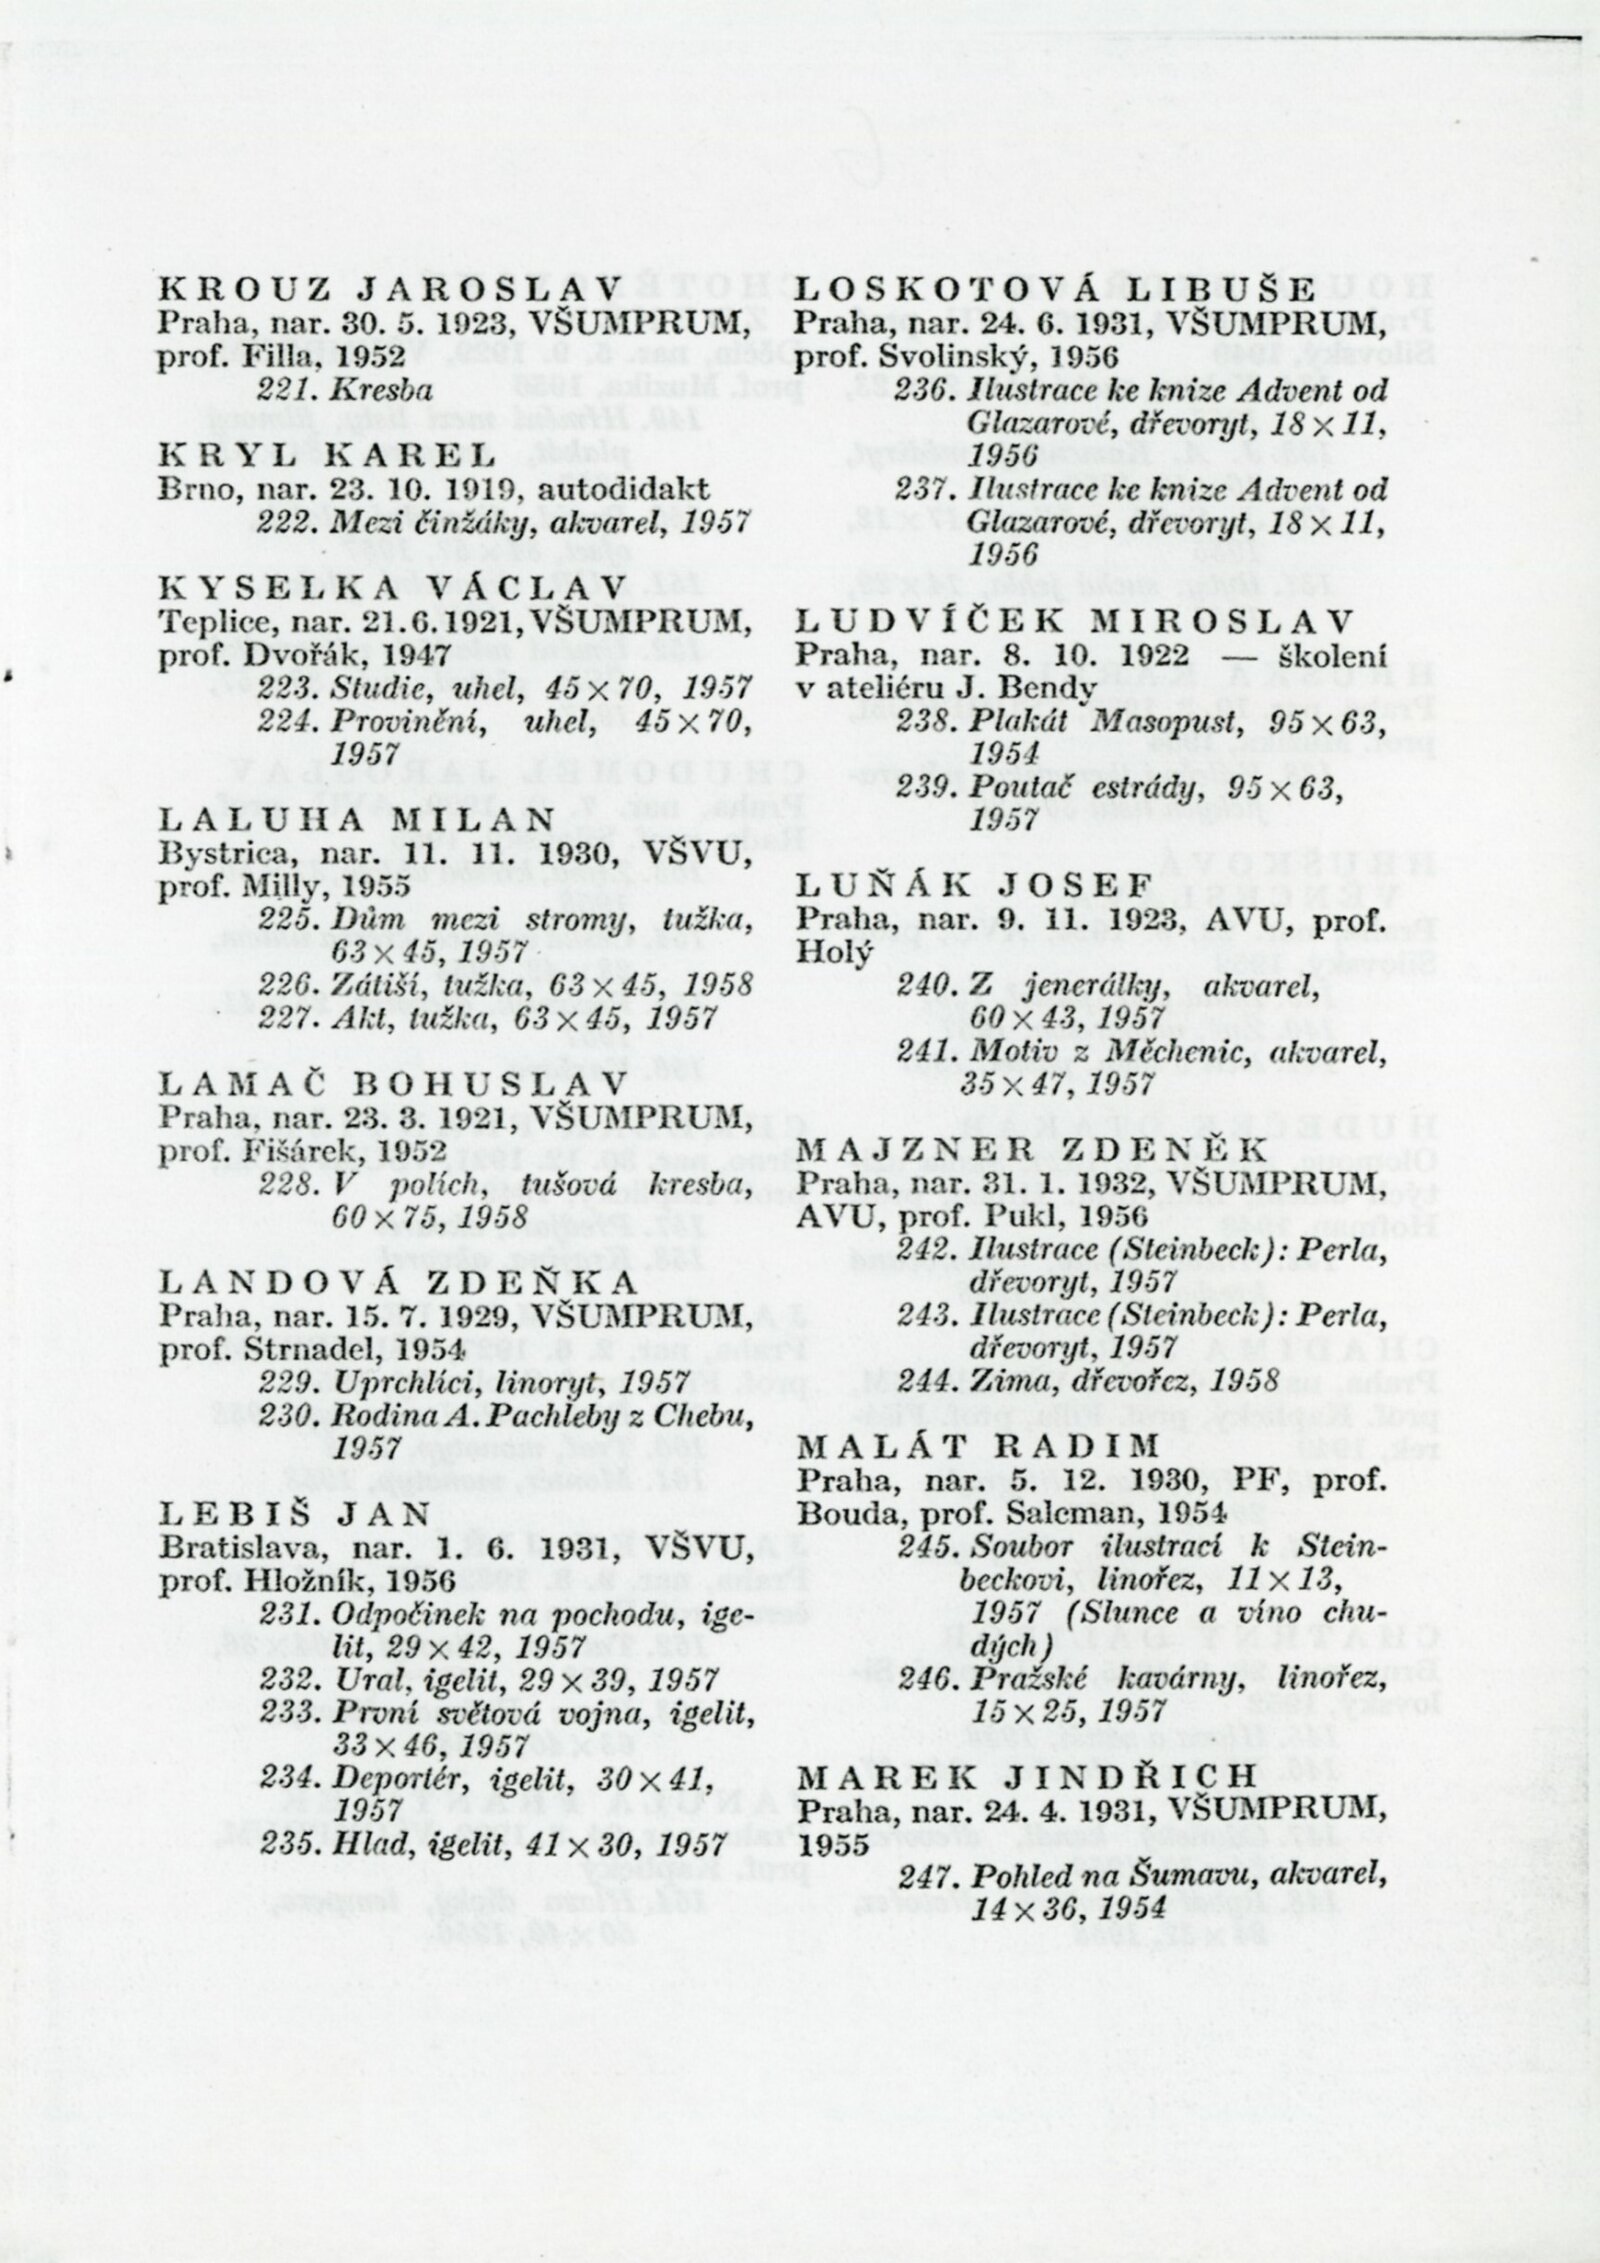 KROUZ JAROSLAV
Praha, nar. 30. 5. 1923, VŠUMPRUM,
prof. Filla, 1952
221. Kresba
KRYL KAREL
Brno, nar. 23. 10. 1919, autodidakt
222. Mezi činžáky, akvarel, 1957
KYSELKA VÁCLAV
Teplice, nar. 21. 6. 1921, VŠUMPRUM,
prof. Dvořák, 1947
223. Studie, uhel, 45×70, 1957
224. Provinění, uhel, 45×70,
1957
LALUHA MILAN
Bystrica, nar. 11. 11. 1930, VŠVU,
prof. Milly, 1955
225. Dům mezi stromy, tužka,
63×45, 1957
226. Zátiší, tužka, 63×45, 1958
227. Akt, tužka, 63×45, 1957
LAMAČ BOHUSLAV
Praha, nar. 23. 3. 1921, VŠUMPRUM,
prof. Fišárek, 1952
228. V polích, tušová kresba,
60×75, 1958
LANDOVÁ ZDEŇKA
Praha, nar. 15. 7. 1929, VŠUMPRUM,
prof. Strnadel, 1954
229. Uprchlíci, linoryt, 1957
230. Rodina A. Pachleby z Chebu,
1957
LEBIŠ JAN
Bratislava, nar. 1. 6. 1931, VŠVU,
prof. Hložník, 1956
231. Odpočinek na pochodu, ige-
lit, 29×42, 1957
232. Ural, igelit, 29×39, 1957
233. První světová vojna, igelit,
33×46, 1957
234. Deportér, igelit, 30×41,
1957
235. Hlad, igelit, 41×30, 1957
LOSKOTOVÁ LIBUŠE
Praha, nar. 24. 6. 1931, VŠUMPRUM,
prof. Svolinský, 1956
236. Ilustrace ke knize Advent od
Glazarové, dřevoryt, 18×11,
1956
237. Ilustrace ke knize Advent od
Glazarové, dřevoryt, 18×11,
1956
LUDVÍČEK MIROSLAV
Praha, nar. 8. 10. 1922 — školení
v ateliéru J. Bendy
238. Plakát Masopust, 95×63,
1954
239. Poutač estrády, 95×63,
1957
LUŇÁK JOSEF
Praha, nar. 9. 11. 1923, AVU, prof.
Holý
240. Z jenerálky, akvarel,
60×43, 1957
241. Motiv z Měchenic, akvarel,
35×47, 1957
MAJZNER ZDENĚK
Praha, nar. 31. 1. 1932, VŠUMPRUM,
AVU, prof. Pukl, 1956
242. Ilustrace (Steinbeck): Perla,
dřevoryt, 1957
243. Ilustrace (Steinbeck): Perla,
dřevoryt, 1957
244. Zima, dřevořez, 1958
MALÁT RADIM
Praha, nar. 5. 12. 1930, PF, prof.
Bouda, prof. Salcman, 1954
245. Soubor ilustrací k Stein-
beckovi, linořez, 11×13,
1957 (Slunce a víno chu-
dých)
246. Pražské kavárny, linořez,
15×25, 1957
MAREK JINDŘICH
Praha, nar. 24. 4. 1931, VŠUMPRUM,
1955
247. Pohled na Šumavu, akvarel,
14×36, 1954